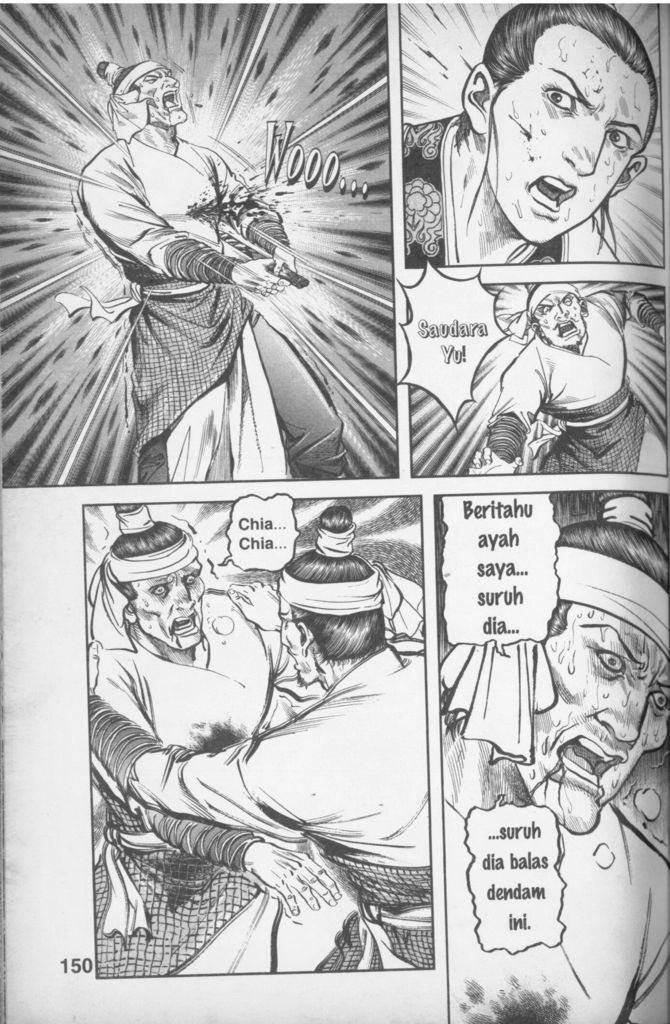 Wooo...
Saudara
Yu!
Chia...
Chia...
Beritahu
ayah
saya...
suruh
dia...
...suruh
dia balas
dendam
ini.
150